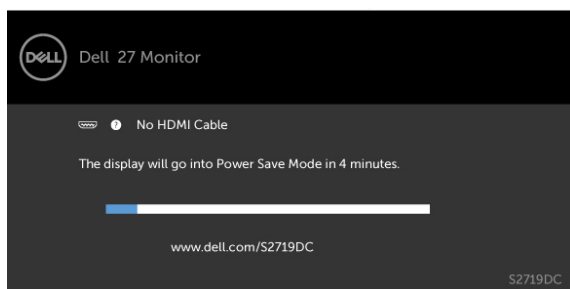 DELL
Dell 27 Monitor
? No HDMI Cable
The display will go into Power Save Mode in 4 minutes.
www.dell.com/S2719DC
S2719DC